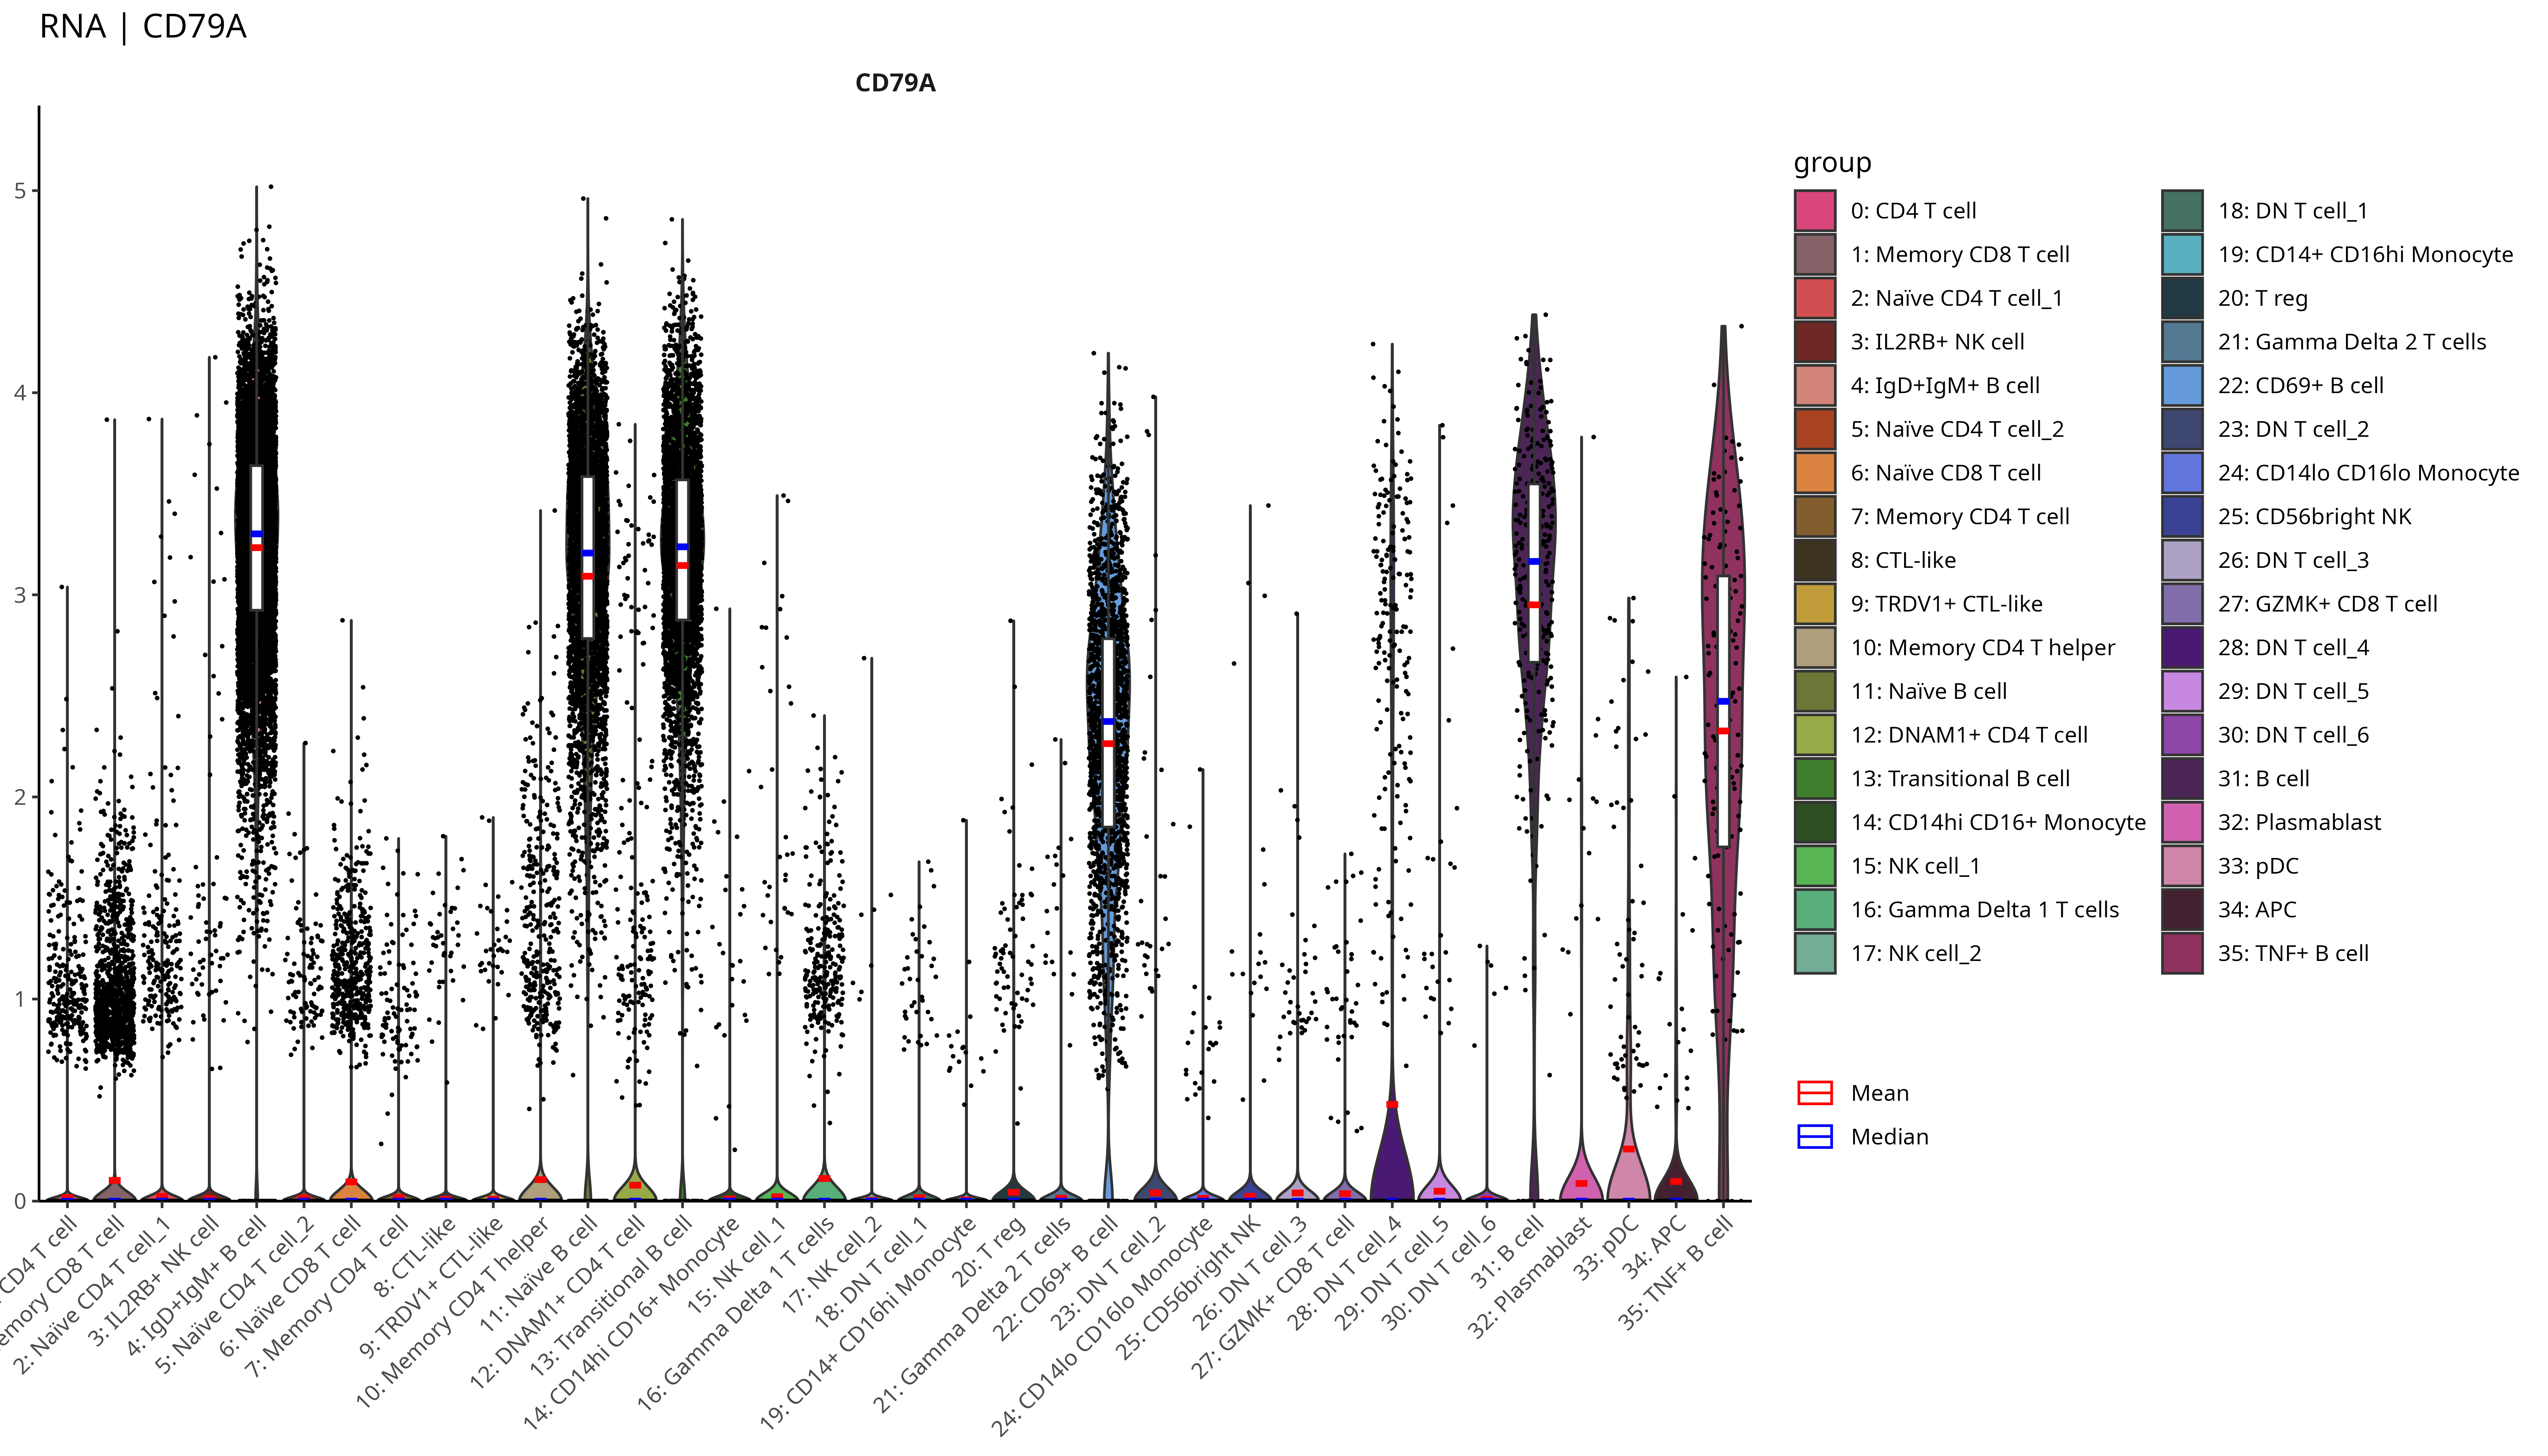 RNA | CD79A
CD79A
5
4
3
2
1
0
CD4 T cell
2: Naïve CD4 T cell_1
3: IL2RB+ NK cell
4: IgD+IgM+ B cell
5: Naïve CD4 T cell_2
6: Naïve CD8 T cell
7: Memory CD4 T cell
8: CTL-like
9: TRDV1+ CTL-like
10: Memory CD4 T helper
11: Naïve B cell
12: DNAM1+ CD4 T cell
13: Transitional B cell
14: CD14hi CD16+ Monocyte
15: NK cell_1
16: Gamma Delta 1 T cells
17: NK cell_2
18: DN T cell_1
19: CD14+ CD16hi Monocyte
20: T reg
21: Gamma Delta 2 T cells
22: CD69+ B cell
23: DN T cell_2
24: CD14lo CD16lo Monocyte
25: CD56bright NK
26: DN T cell_3
27: GZMK+ CD8 T cell
28: DN T cell_4
29: DN T cell_5
30: DN T cell_6
31: B cell
32: Plasmablast
33: pDC
34: APC
35: TNF+ B cell
group
0: CD4 T cell
1: Memory CD8 T cell
2: Naïve CD4 T cell_1
3: IL2RB+ NK cell
4: IgD+IgM+ B cell
5: Naïve CD4 T cell_2
6: Naïve CD8 T cell
7: Memory CD4 T cell
8: CTL-like
9: TRDV1+ CTL-like
10: Memory CD4 T helper
11: Naïve B cell
12: DNAM1+ CD4 T cell
13: Transitional B cell
14: CD14hi CD16+ Monocyte
15: NK cell_1
16: Gamma Delta 1 T cells
17: NK cell_2
18: DN T cell_1
19: CD14+ CD16hi Monocyte
20: T reg
21: Gamma Delta 2 T cells
22: CD69+ B cell
23: DN T cell_2
24: CD14lo CD16lo Monocyte
25: CD56bright NK
26: DN T cell_3
27: GZMK+ CD8 T cell
28: DN T cell_4
29: DN T cell_5
30: DN T cell_6
31: B cell
32: Plasmablast
33: pDC
34: APC
35: TNF+ B cell
Mean
Median